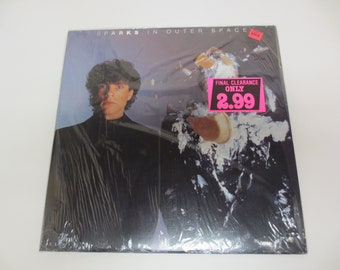 SPARKS IN OUTER SPACE
FINAL CLEARANCE
ONLY
2.99